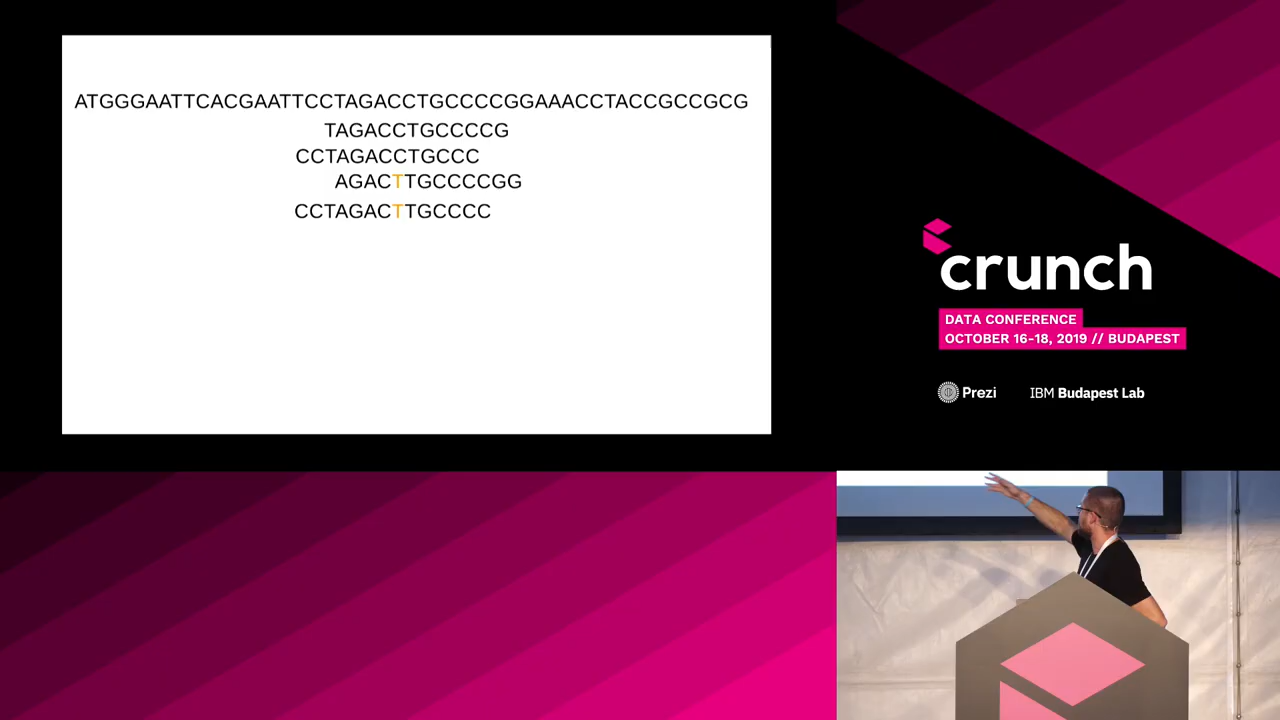 ATGGGAATTCACGAATTCCTAGACCTGCCCCGGAAACCTACCGCCGCG
TAGACCTGCCCCG
CCTAGACCTGCCC
AGACTTGCCCCGG
CCTAGACTTGCCCC
crunch
DATA CONFERENCE
OCTOBER 16-18, 2019 // BUDAPEST
Prezi
IBM Budapest Lab